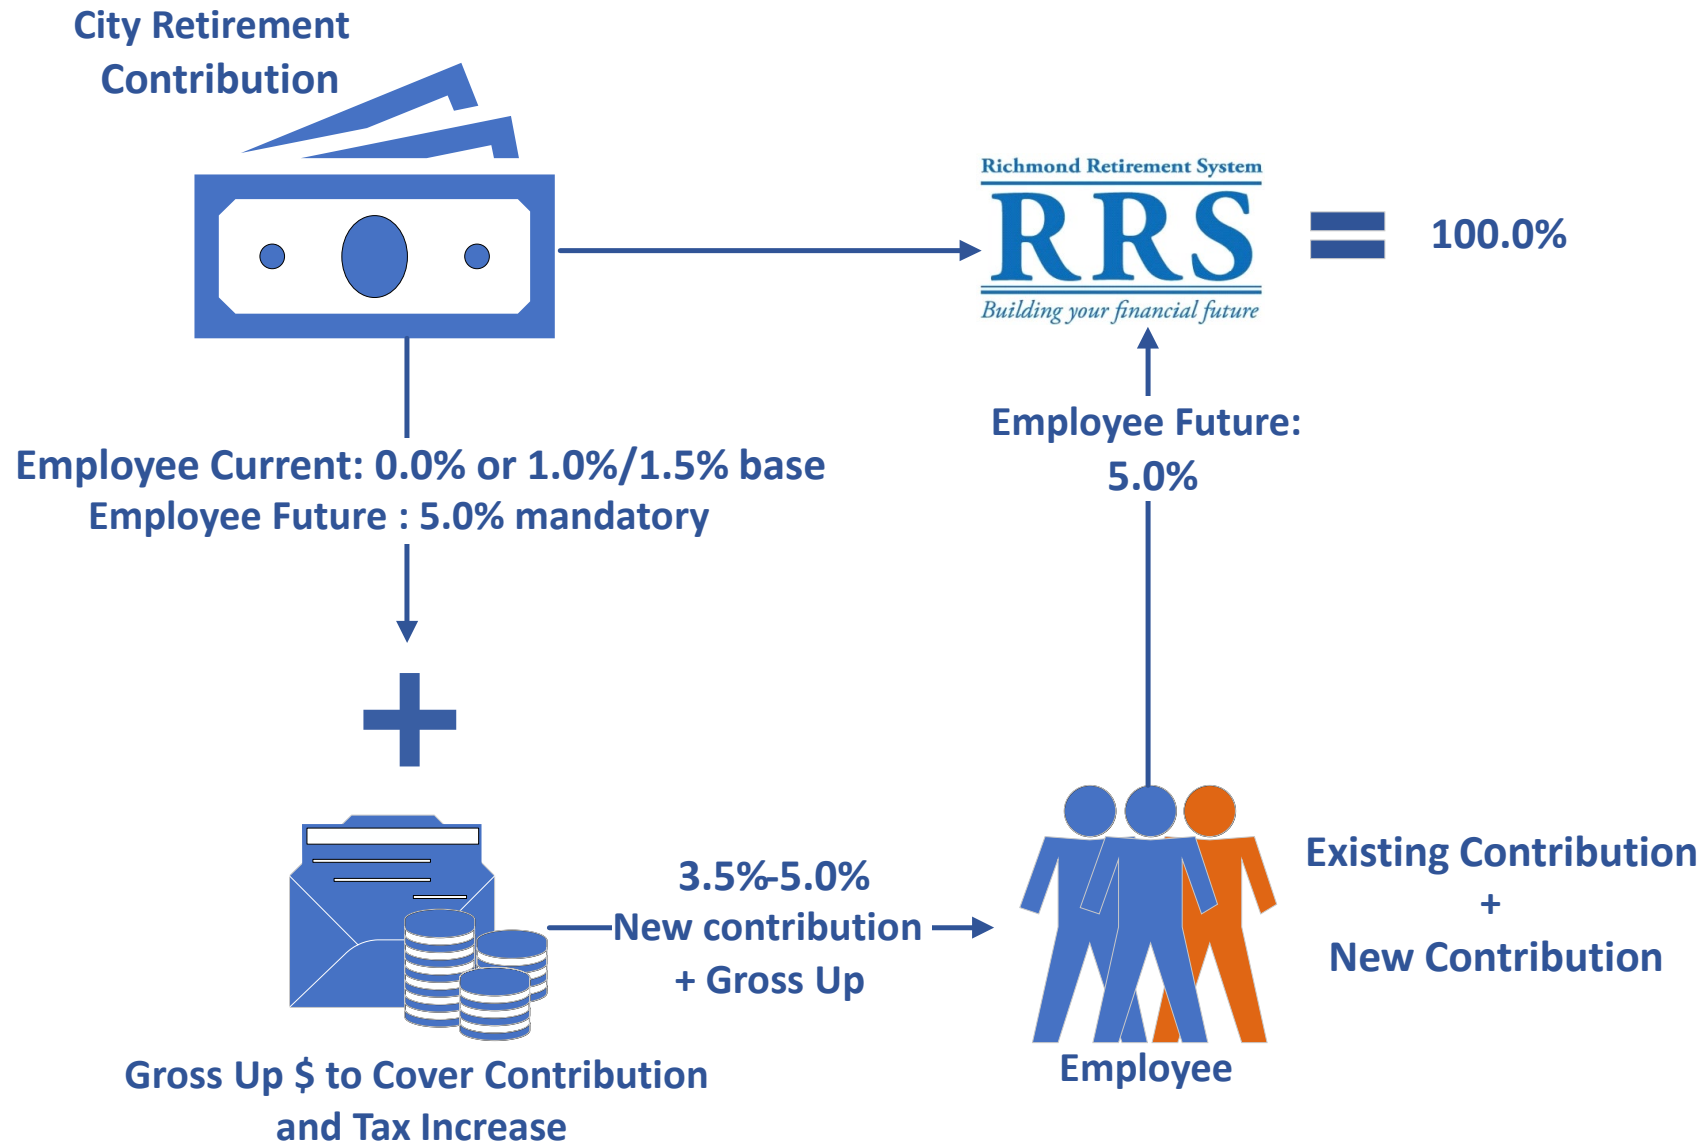 City Retirement
Contribution
Richmond Retirement System
RRS
Building your financial future
100.0%
Employee Current: 0.0% or 1.0%/1.5% base
Employee Future : 5.0% mandatory
Employee Future:
5.0%
3.5%-5.0%
New contribution
+ Gross Up
Existing Contribution
+
New Contribution
Gross Up $ to Cover Contribution
and Tax Increase
Employee